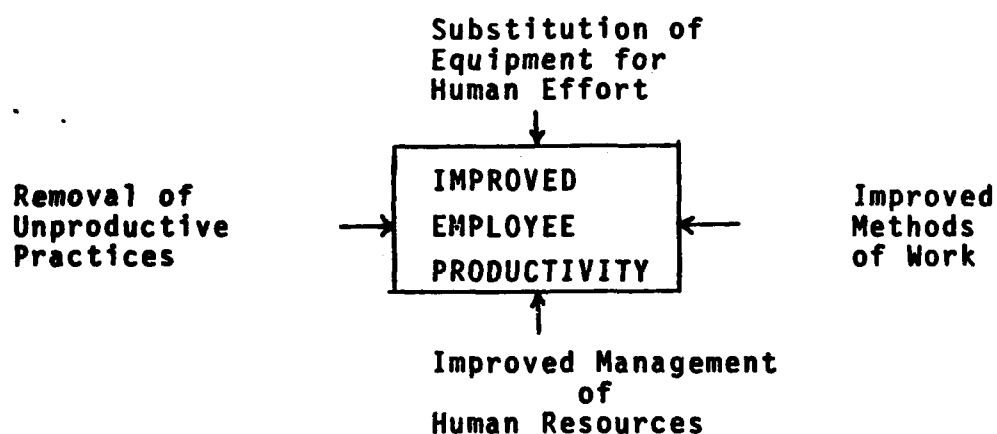 Substitution of
Equipment for
Human Effort
Removal of
Unproductive
Practices
IMPROVED
EMPLOYEE
PRODUCTIVITY
Improved
Methods
of Work
Improved Management
of
Human Resources